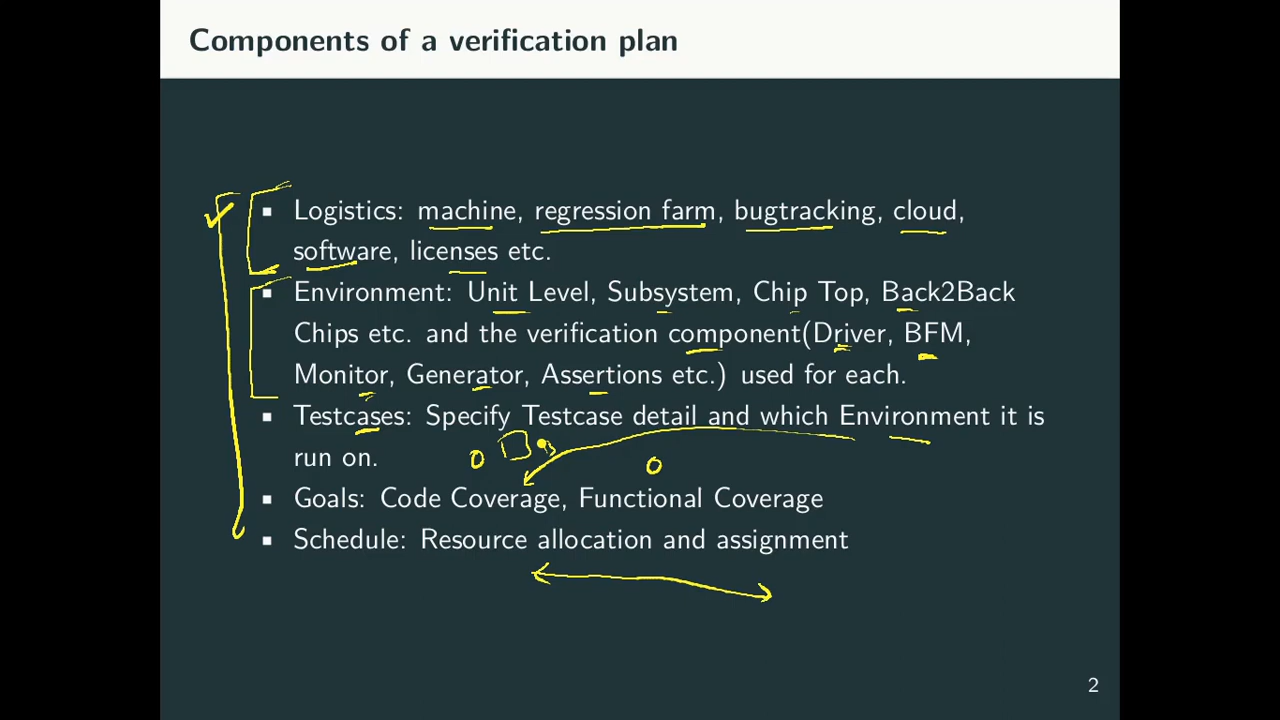 Components of a verification plan
▪ Logistics: machine, regression farm, bugtracking, cloud,
software, licenses etc.
▪ Environment: Unit Level, Subsystem, Chip Top, Back2Back
Chips etc. and the verification component(Driver, BFM,
Monitor, Generator, Assertions etc.) used for each.
▪ Testcases: Specify Testcase detail and which Environment it is
run on.
▪ Goals: Code Coverage, Functional Coverage
▪ Schedule: Resource allocation and assignment
2